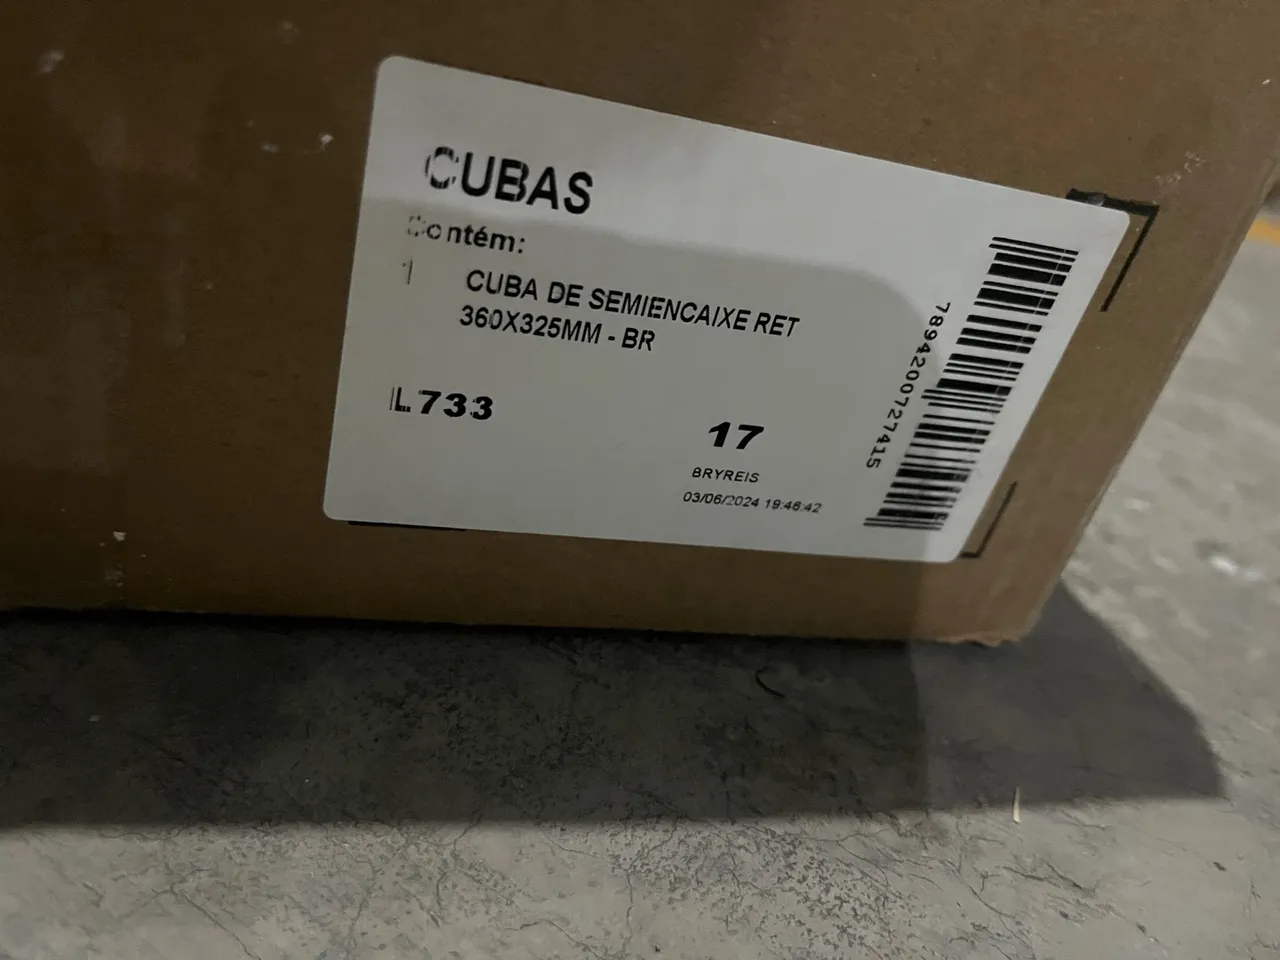 CUBAS
Contém:
1
CUBA DE SEMIENCAIXE RET
360X325MM - BR
L733
17
BRYREIS
03/06/2024 19:46:42
7894200727415